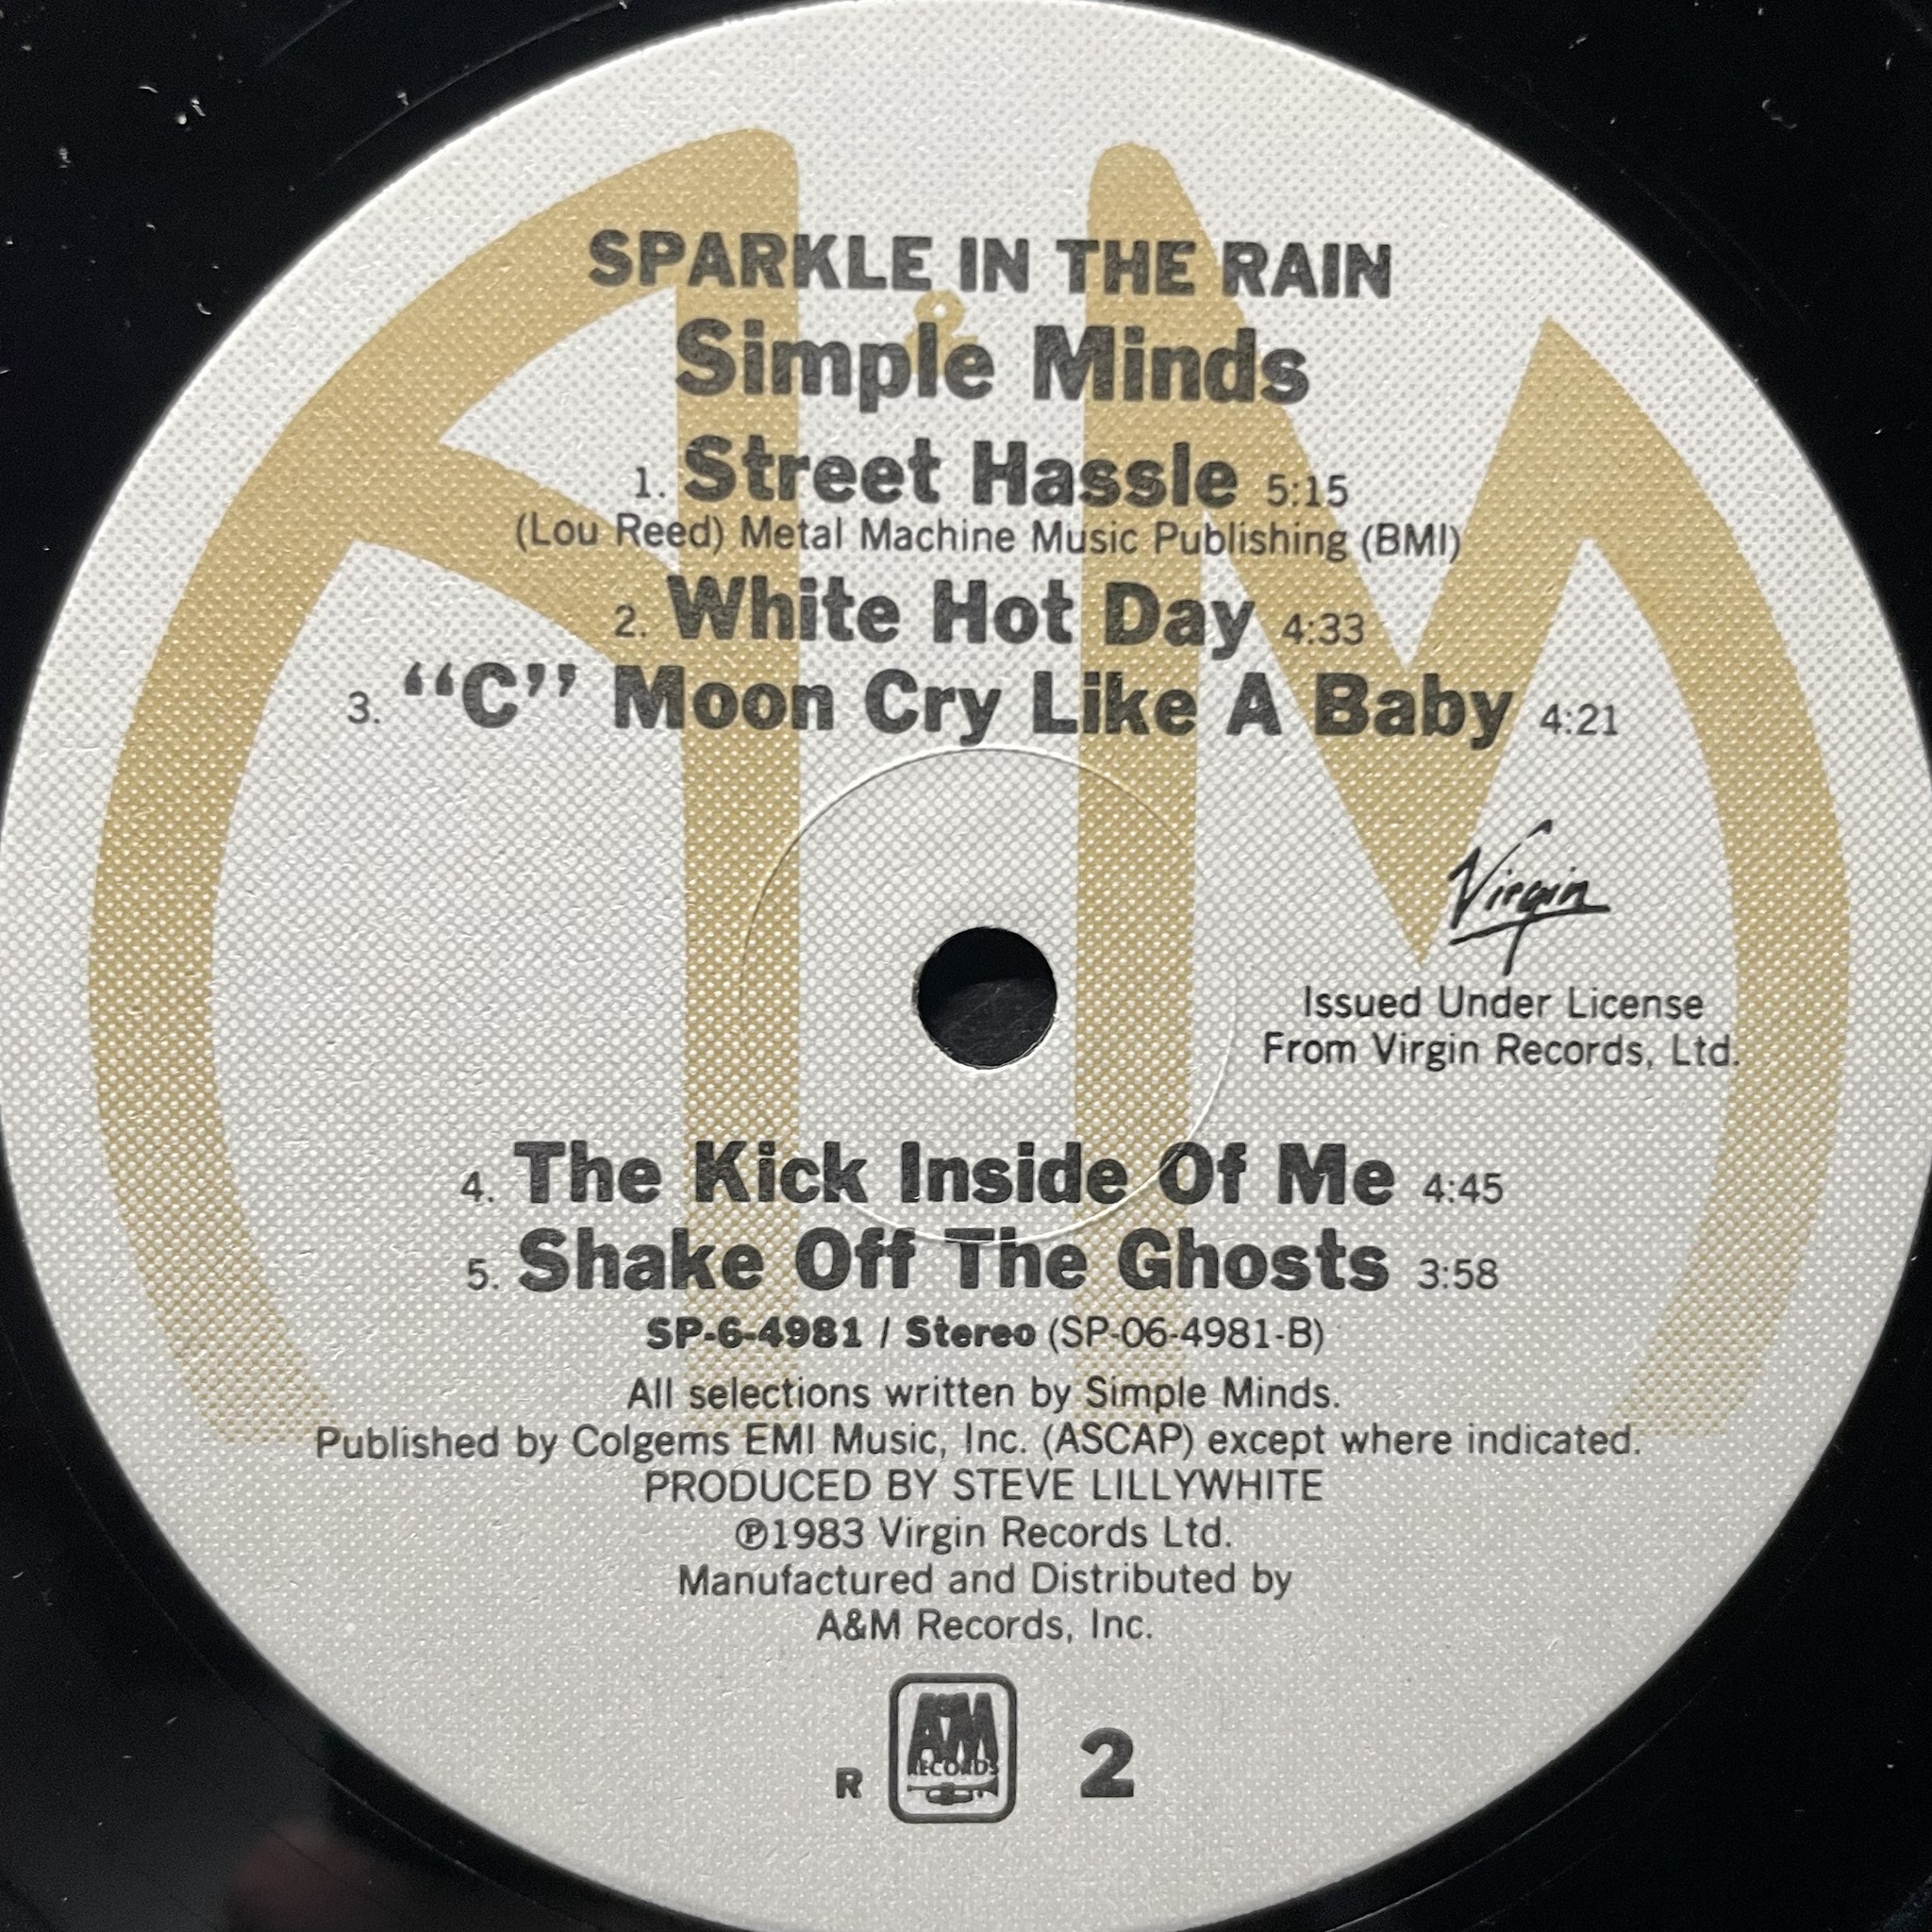 SPARKLE IN THE RAIN
&
Simple Minds
1. Street Hassle 5:15
(Lou Reed) Metal Machine Music Publishing (BMI)
2. White Hot Day 4:33
3. “C” Moon Cry Like A Baby 4:21
Virgin
Issued Under License
From Virgin Records, Ltd.
4. The Kick Inside Of Me 4:45
5. Shake Off The Ghosts 3:58
SP-6-4981 / Stereo (SP-06-4981-B)
All selections written by Simple Minds.
Published by Colgems EMI Music, Inc. (ASCAP) except where indicated.
PRODUCED BY STEVE LILLYWHITE
℗1983 Virgin Records Ltd.
Manufactured and Distributed by
A&M Records, Inc.
R AM RECORDS 2